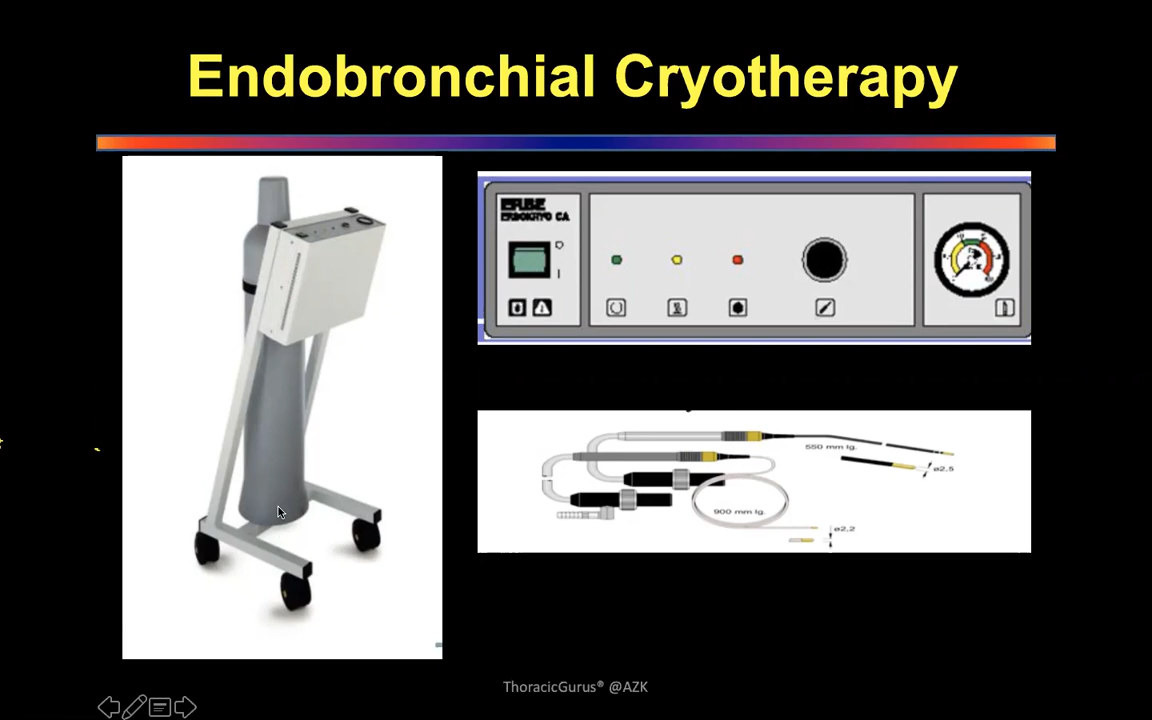 Endobronchial Cryotherapy
ERBE
ERBOKRYO CA
550 mm lg.
ø2.5
900 mm lg.
ø2.2
ThoracicGurus® @AZK